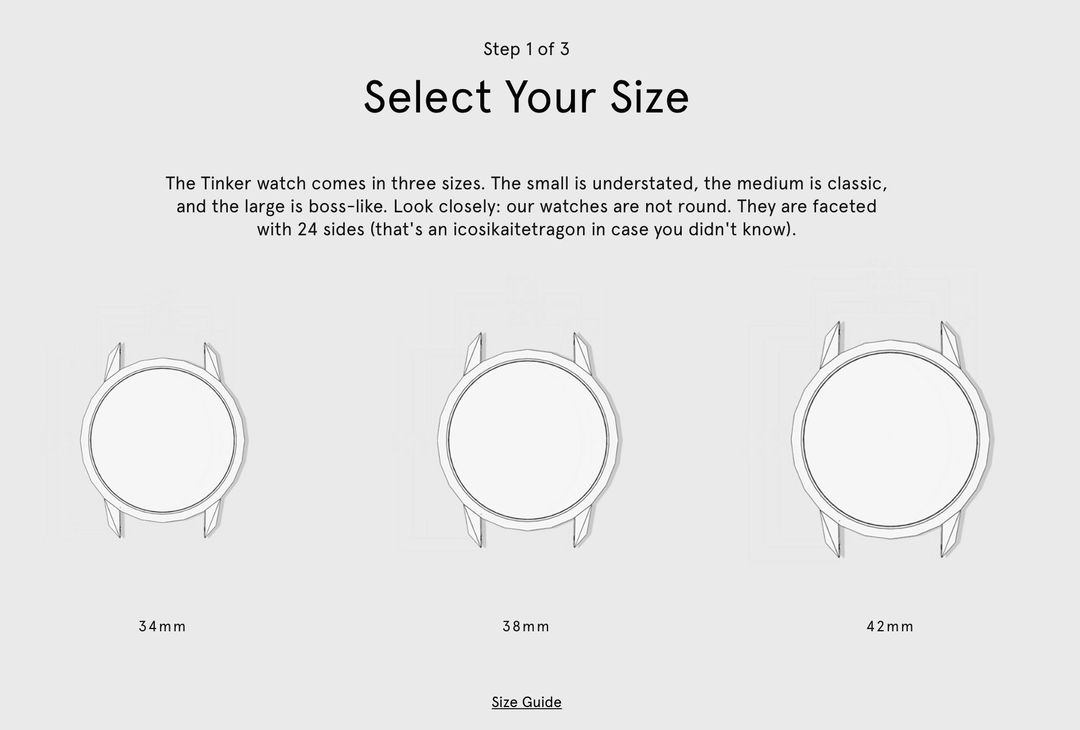 Step 1 of 3
Select Your Size
The Tinker watch comes in three sizes. The small is understated, the medium is classic,
and the large is boss-like. Look closely: our watches are not round. They are faceted
with 24 sides (that's an icosikaitetragon in case you didn't know).
34mm
38mm
42mm
Size Guide